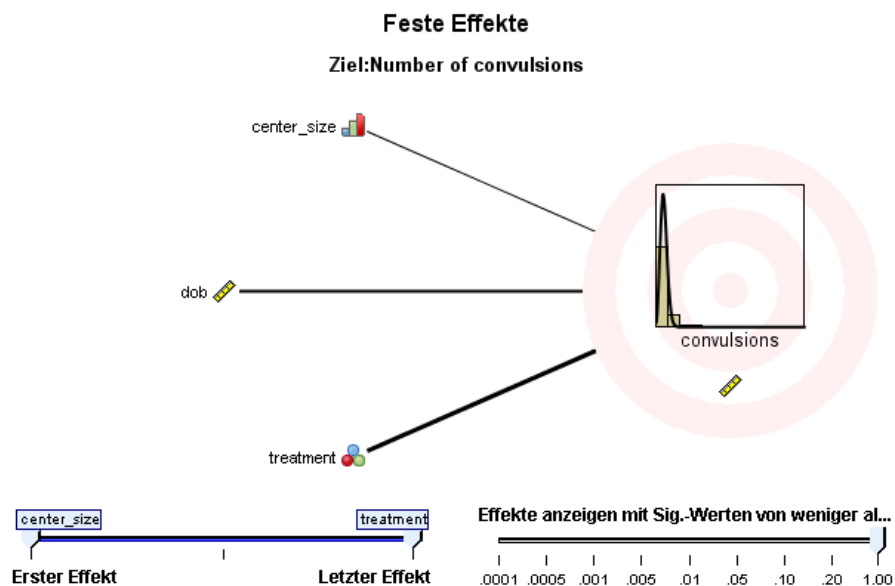 Feste Effekte
Ziel:Number of convulsions
center_size
dob
convulsions
treatment
center_size
treatment
Erster Effekt
Letzter Effekt
Effekte anzeigen mit Sig.-Werten von weniger al...
.0001 .0005 .001 .005 .01 .05 .10 .20 1.00